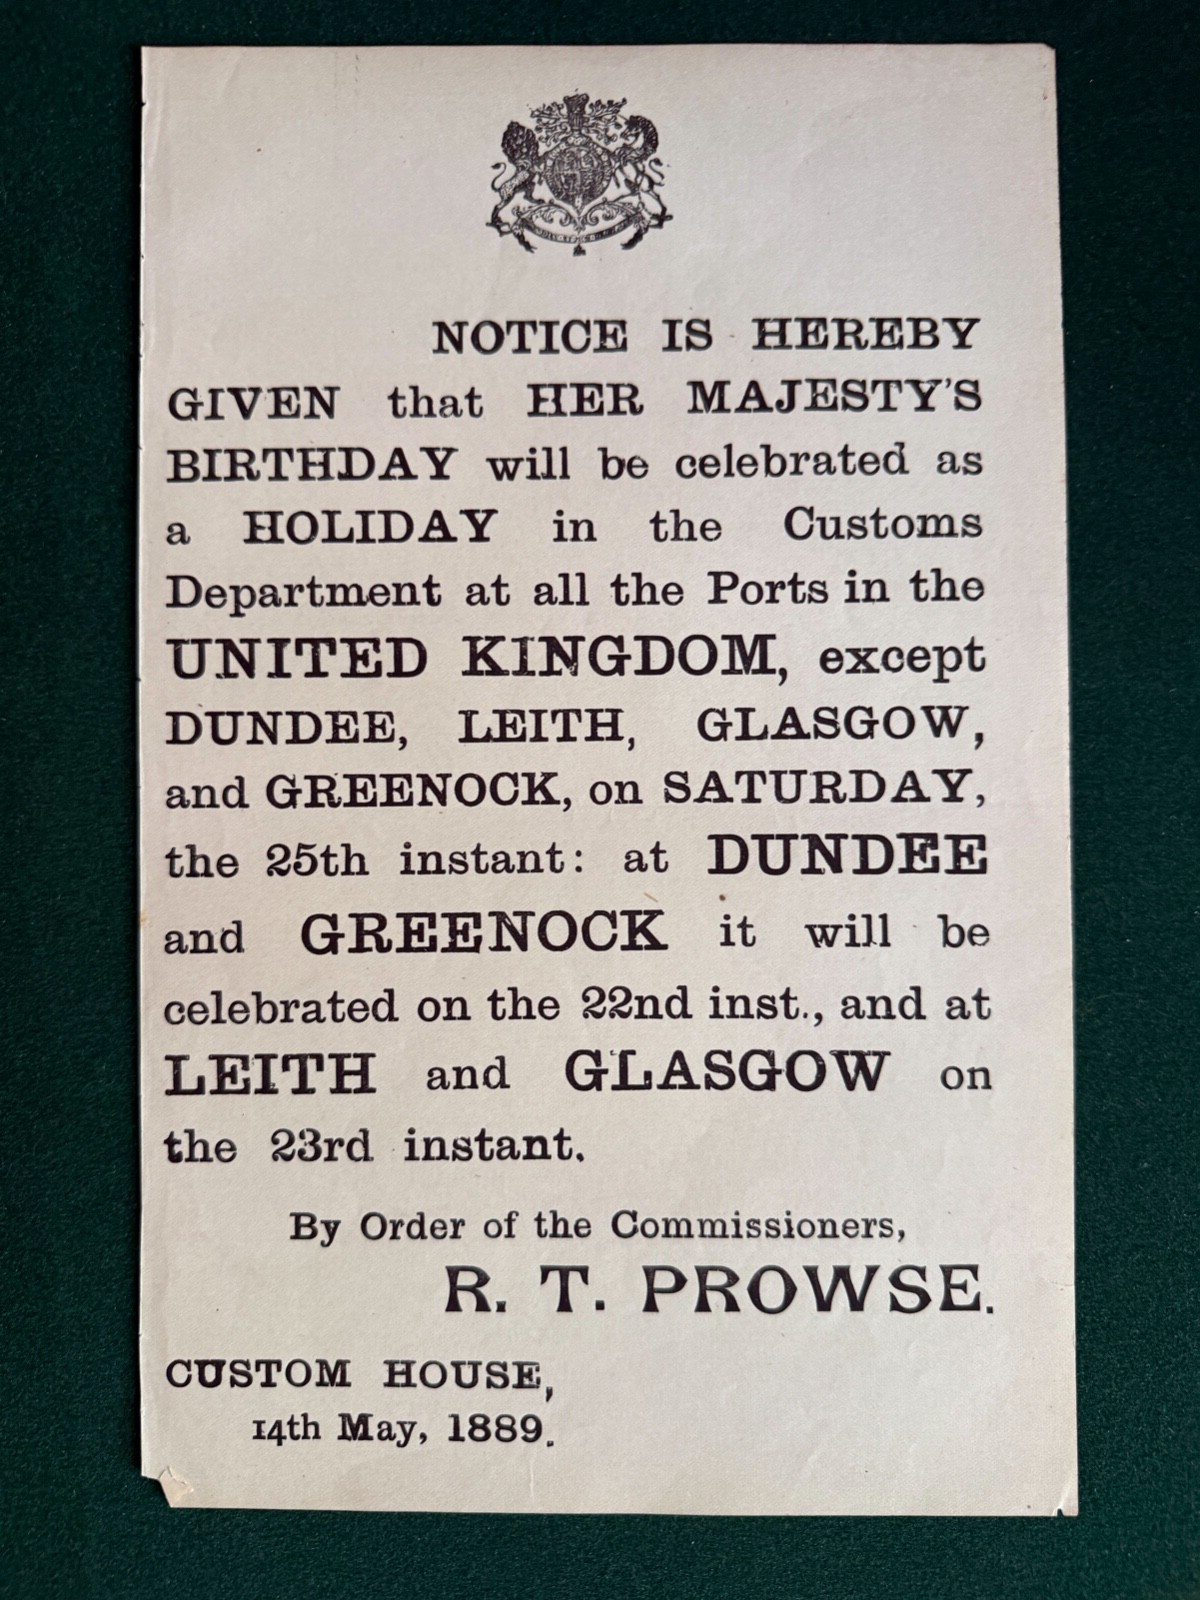 NOTICE IS HEREBY
GIVEN that HER MAJESTY'S
BIRTHDAY will be celebrated as
a HOLIDAY in the Customs
Department at all the Ports in the
UNITED KINGDOM, except
DUNDEE, LEITH, GLASGOW,
and GREENOCK, on SATURDAY,
the 25th instant: at DUNDEE
and GREENOCK it will be
celebrated on the 22nd inst., and at
LEITH and GLASGOW on
the 23rd instant.
By Order of the Commissioners,
R. T. PROWSE.
CUSTOM HOUSE,
14th May, 1889.